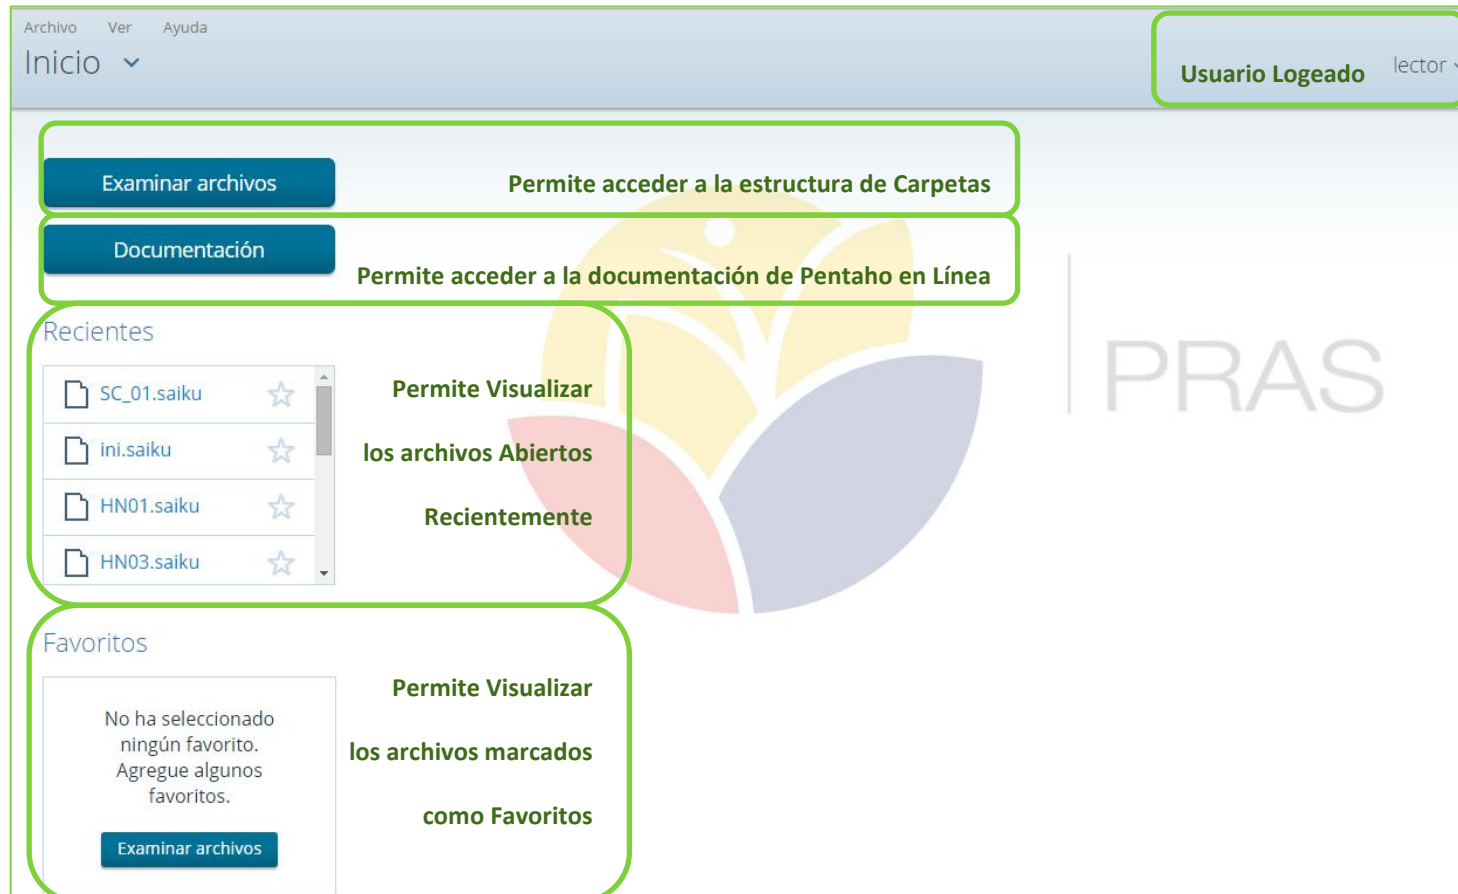 Archivo Ver Ayuda
Inicio
Usuario Logeado
lector
Examinar archivos
Permite acceder a la estructura de Carpetas
Documentación
Permite acceder a la documentación de Pentaho en Línea
Recientes
SC_01.saiku
ini.saiku
HN01.saiku
HN03.saiku
Permite Visualizar
los archivos Abiertos
Recientemente
PRAS
Favoritos
No ha seleccionado
ningún favorito.
Agregue algunos
favoritos.
Examinar archivos
Permite Visualizar
los archivos marcados
como Favoritos